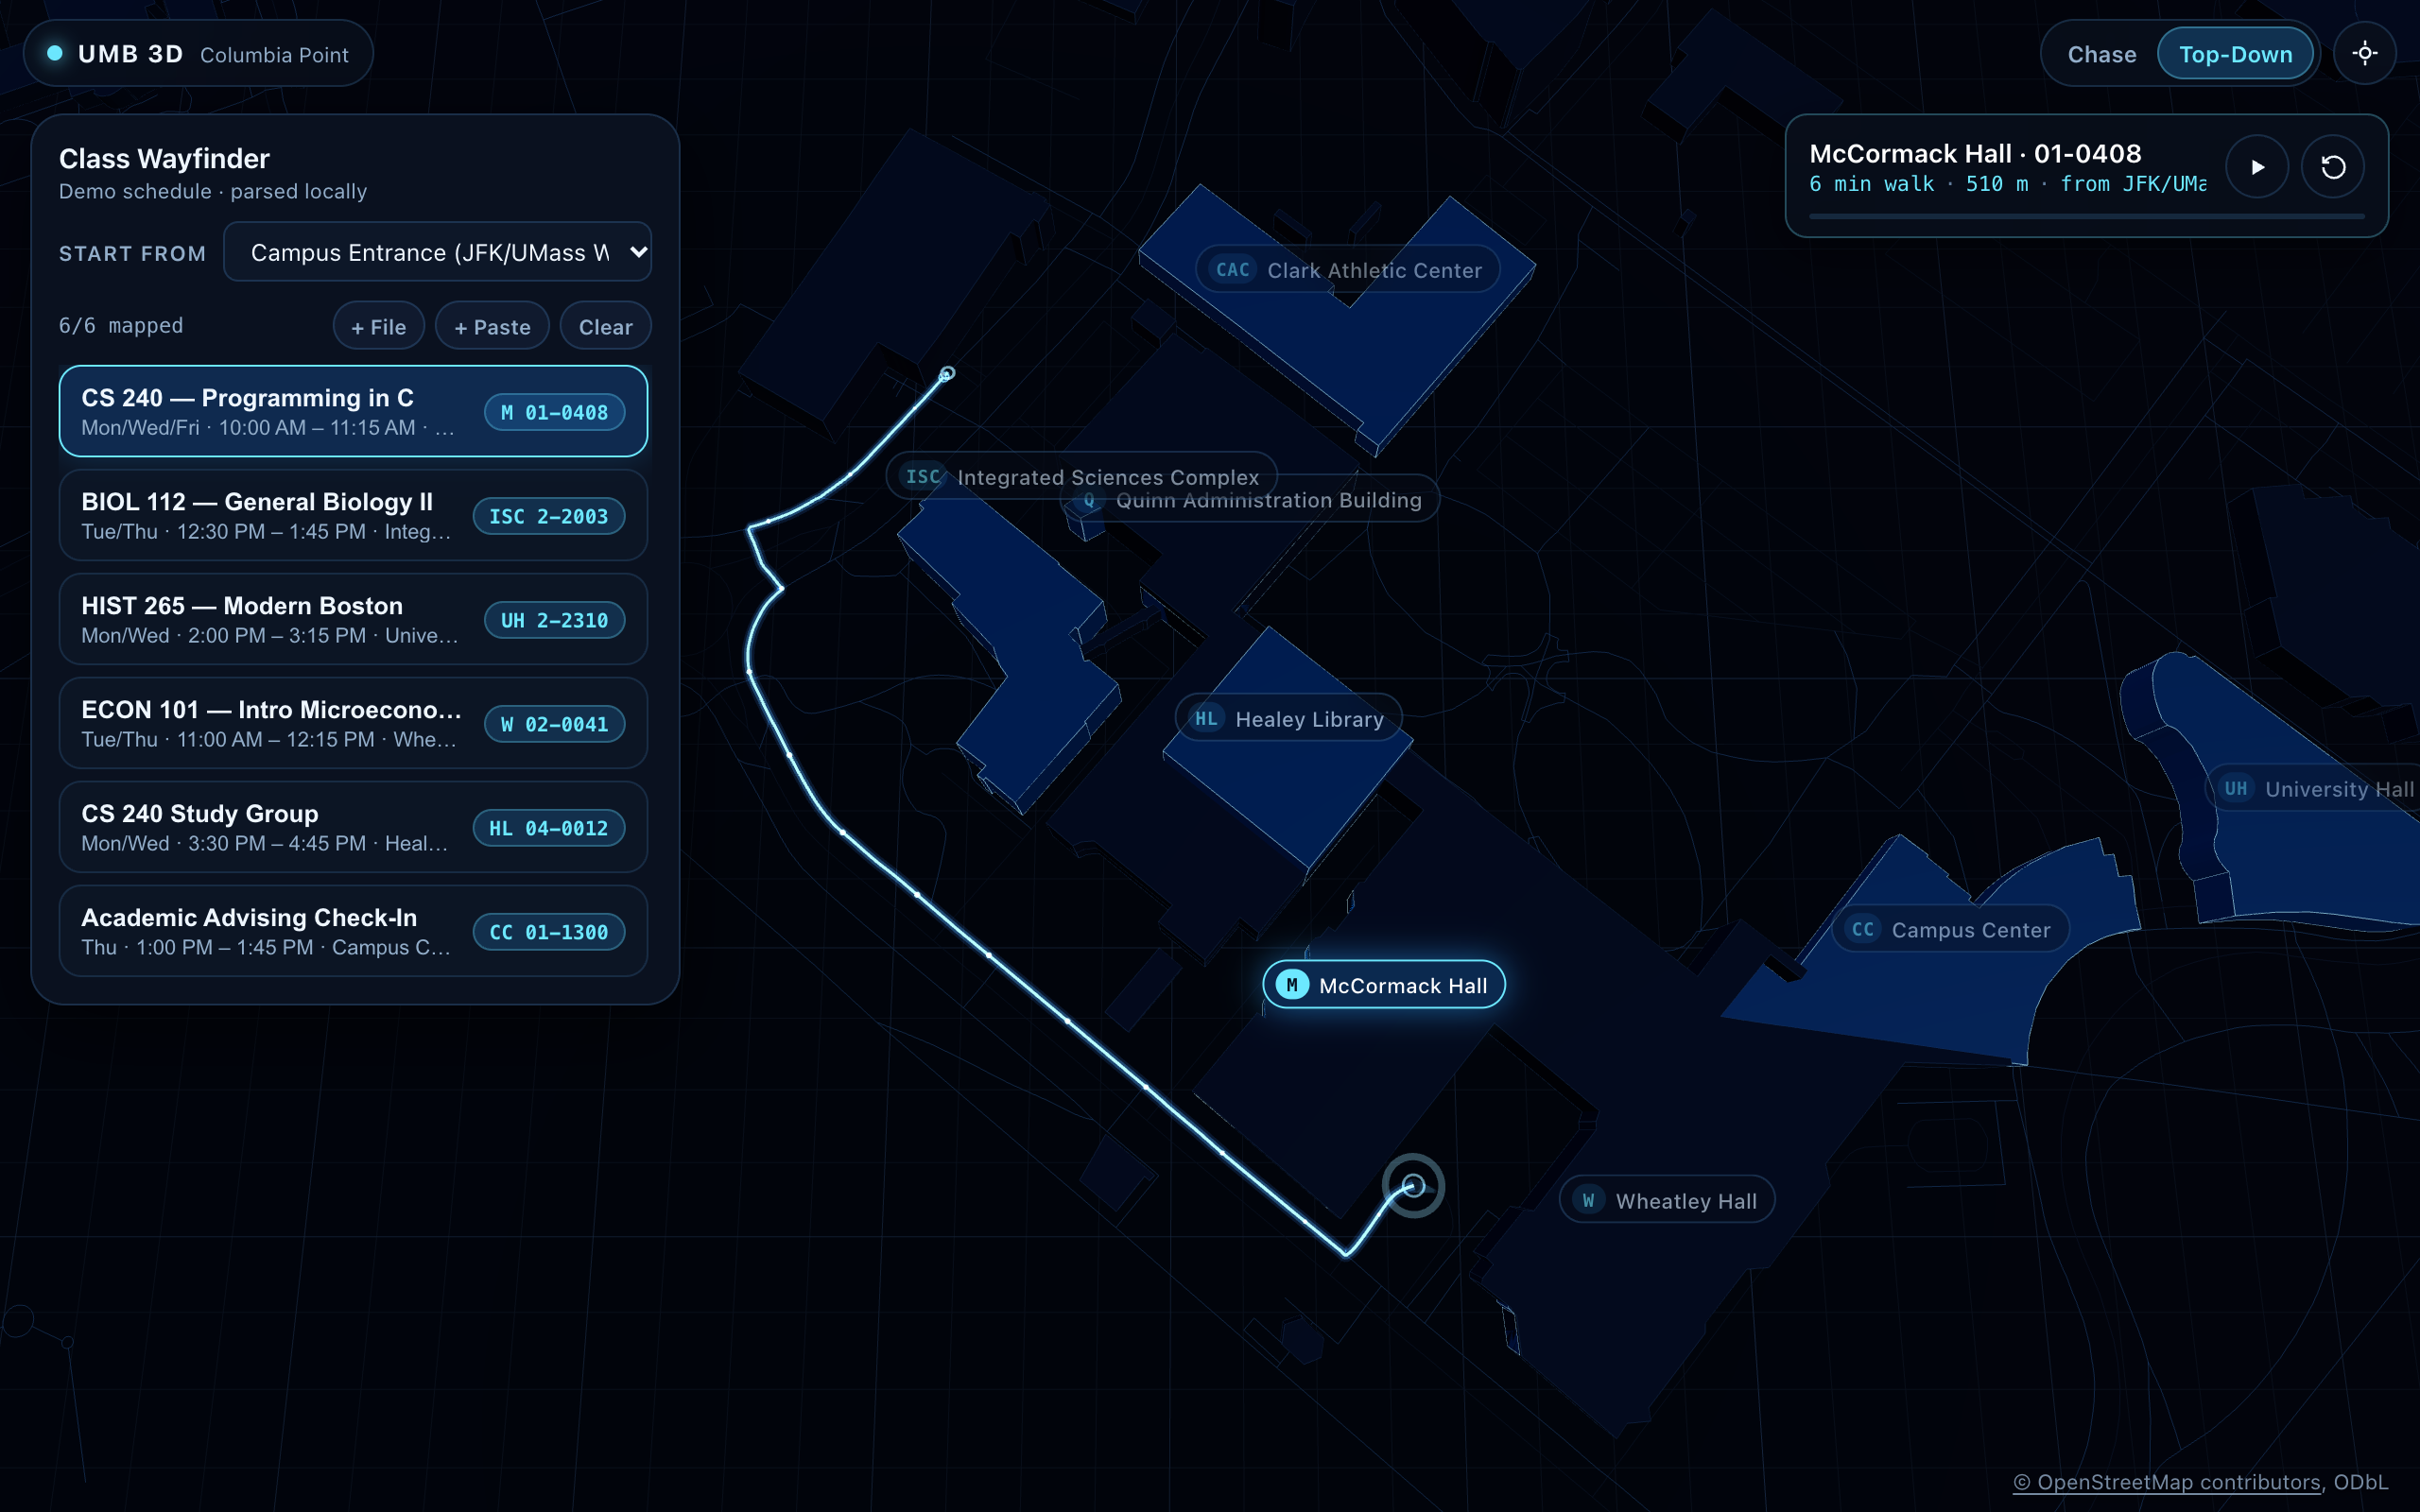 UMB 3D Columbia Point
Chase Top-Down
Class Wayfinder
Demo schedule · parsed locally
START FROM Campus Entrance (JFK/UMass W
6/6 mapped + File + Paste Clear
CS 240 — Programming in C
Mon/Wed/Fri · 10:00 AM – 11:15 AM · …
M 01-0408
BIOL 112 — General Biology II
Tue/Thu · 12:30 PM – 1:45 PM · Integ…
ISC 2-2003
HIST 265 — Modern Boston
Mon/Wed · 2:00 PM – 3:15 PM · Unive…
UH 2-2310
ECON 101 — Intro Microecono…
Tue/Thu · 11:00 AM – 12:15 PM · Whe…
W 02-0041
CS 240 Study Group
Mon/Wed · 3:30 PM – 4:45 PM · Heal…
HL 04-0012
Academic Advising Check-In
Thu · 1:00 PM – 1:45 PM · Campus C…
CC 01-1300
McCormack Hall · 01-0408
6 min walk · 510 m · from JFK/UMa
CAC Clark Athletic Center
ISC Integrated Sciences Complex
Q Quinn Administration Building
HL Healey Library
UH University Hall
CC Campus Center
M McCormack Hall
W Wheatley Hall
© OpenStreetMap contributors, ODbL